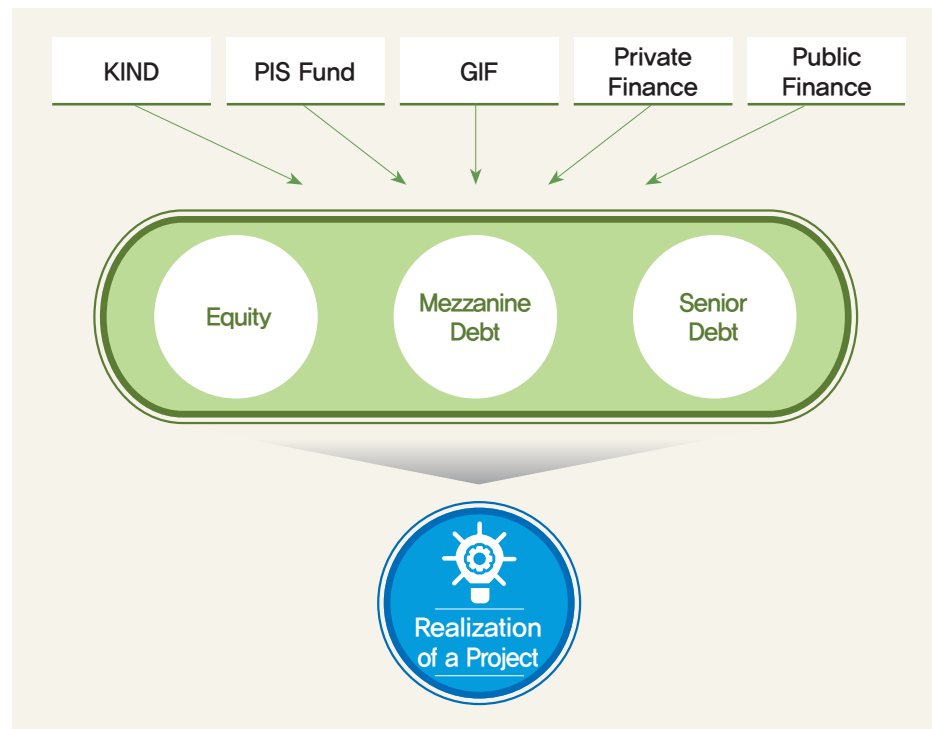 KIND
PIS Fund
GIF
Private
Finance
Public
Finance
Equity
Mezzanine
Debt
Senior
Debt
Realization
of a Project